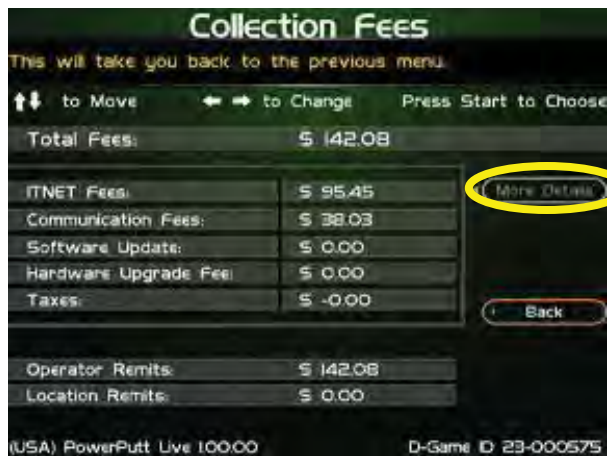 Collection Fees
This will take you back to the previous menu.
to Move to Change Press Start to Choose
Total Fees: $ 142.08
ITNET Fees: $ 95.45
More Details
Communication Fees: $ 38.03
Software Update: $ 0.00
Hardware Upgrade Fee: $ 0.00
Taxes: $ -0.00
Back
Operator Remits: $ 142.08
Location Remits: $ 0.00
(USA) PowerPutt Live 1.00.00 D-Game ID 23-000575